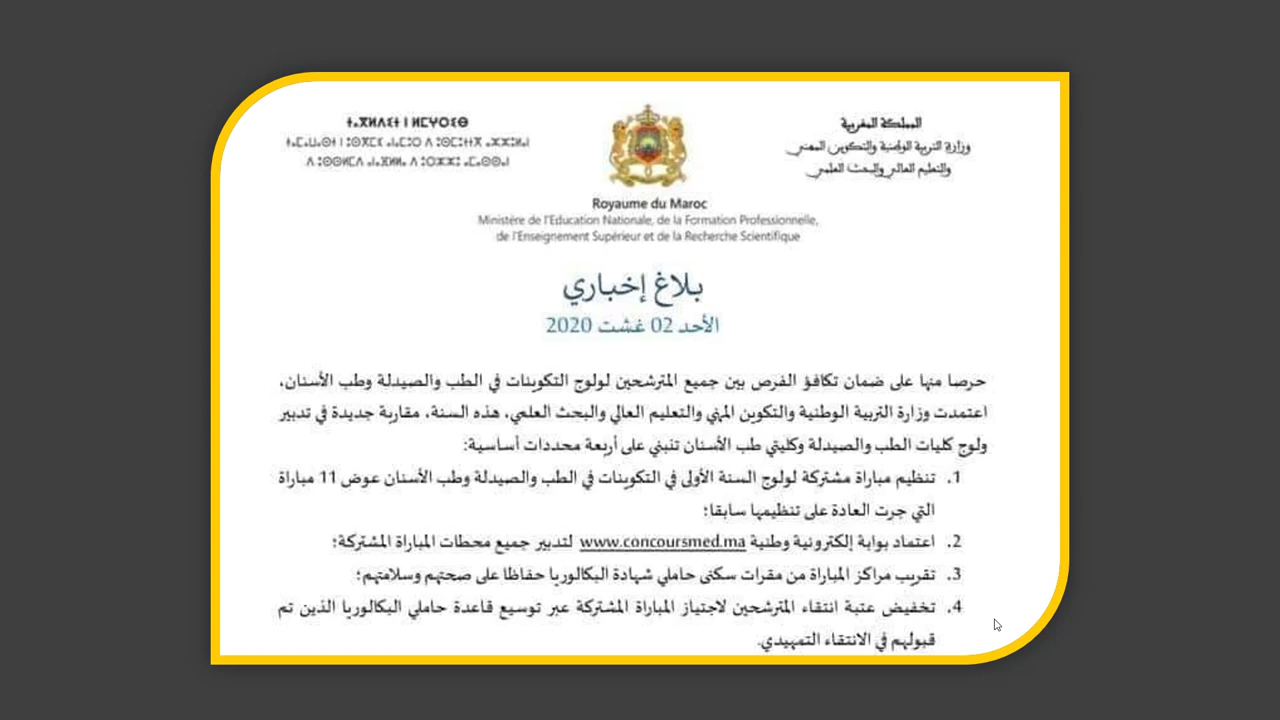 ⵜⴰⴳⵍⴷⵉⵜ ⵏ ⵍⵎⵖⵔⵉⴱ
المملكة المغربية
وزارة التربية الوطنية والتكوين المهني
والتعليم العالي والبحث العلمي
Royaume du Maroc
Ministère de l'Education Nationale, de la Formation Professionnelle,
de l'Enseignement Supérieur et de la Recherche Scientifique
بلاغ إخباري
الأحد 02 غشت 2020
حرصا منها على ضمان تكافؤ الفرص بين جميع المترشحين لولوج التكوينات في الطب والصيدلة وطب الأسنان،
اعتمدت وزارة التربية الوطنية والتكوين المهني والتعليم العالي والبحث العلمي، هذه السنة، مقاربة جديدة في تدبير
ولوج كليات الطب والصيدلة وكليتي طب الأسنان تنبني على أربعة محددات أساسية:
1. تنظيم مباراة مشتركة لولوج السنة الأولى في التكوينات في الطب والصيدلة وطب الأسنان عوض 11 مباراة
التي جرت العادة على تنظيمها سابقا؛
2. اعتماد بوابة إلكترونية وطنية www.concoursmed.ma لتدبير جميع محطات المباراة المشتركة؛
3. تقريب مراكز المباراة من مقرات سكنى حاملي شهادة البكالوريا حفاظا على صحتهم وسلامتهم؛
4. تخفيض عتبة انتقاء المترشحين لاجتياز المباراة المشتركة عبر توسيع قاعدة حاملي البكالوريا الذين تم
قبولهم في الانتقاء التمهيدي.